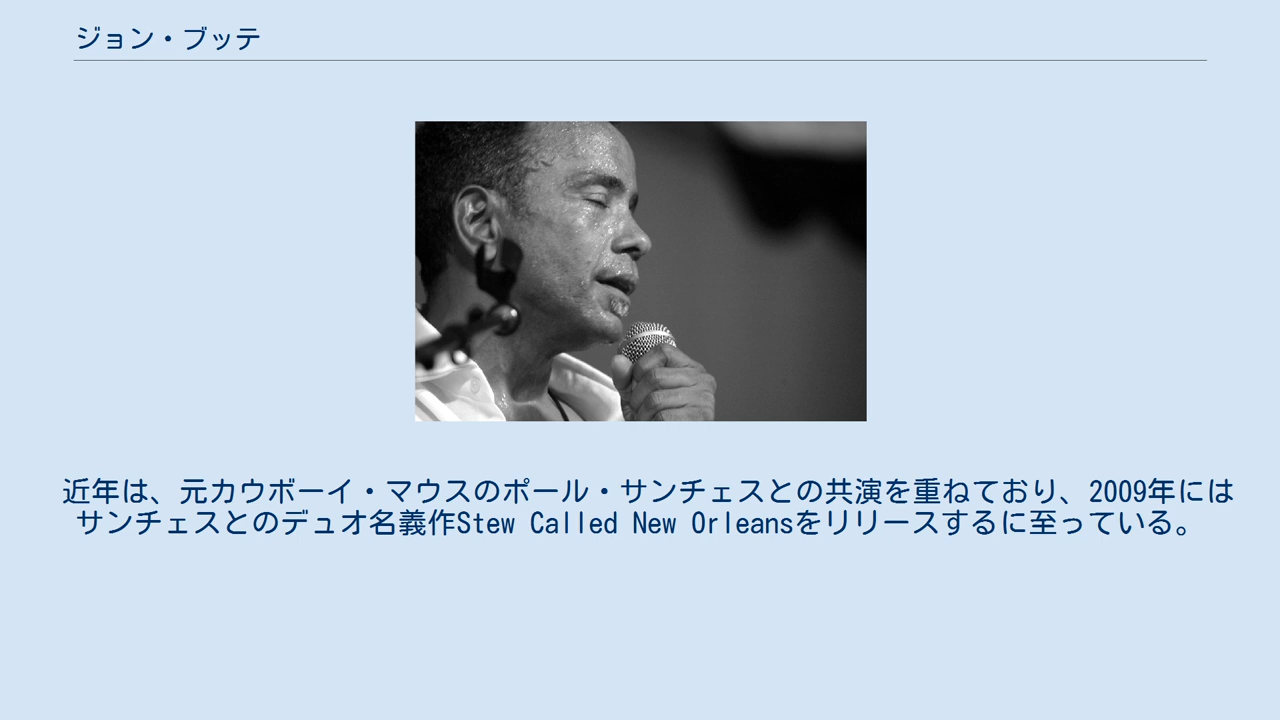 ジョン・ブッテ
近年は、元カウボーイ・マウスのポール・サンチェスとの共演を重ねており、2009年には
サンチェスとのデュオ名義作Stew Called New Orleansをリリースするに至っている。